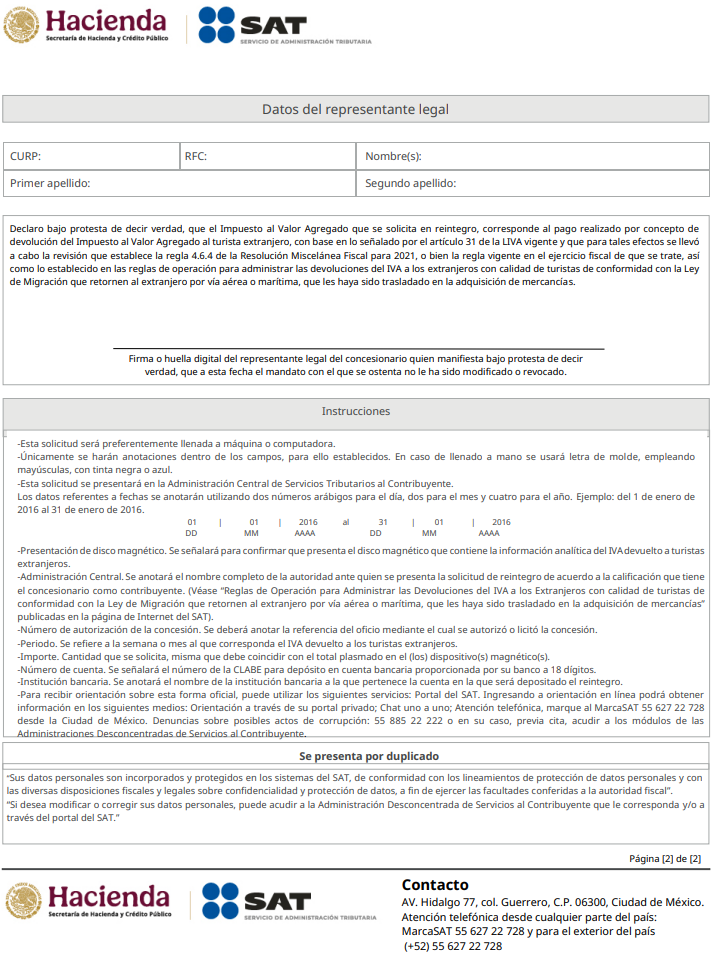 Hacienda
Secretaría de Hacienda y Crédito Público
SAT
SERVICIO DE ADMINISTRACIÓN TRIBUTARIA
Datos del representante legal
CURP:
RFC:
Nombre(s):
Primer apellido:
Segundo apellido:
Declaro bajo protesta de decir verdad, que el Impuesto al Valor Agregado que se solicita en reintegro, corresponde al pago realizado por concepto de
devolución del Impuesto al Valor Agregado al turista extranjero, con base en lo señalado por el artículo 31 de la LIVA vigente y que para tales efectos se llevó
a cabo la revisión que establece la regla 4.6.4 de la Resolución Miscelánea Fiscal para 2021, o bien la regla vigente en el ejercicio fiscal de que se trate, así
como lo establecido en las reglas de operación para administrar las devoluciones del IVA a los extranjeros con calidad de turistas de conformidad con la Ley
de Migración que retornen al extranjero por vía aérea o marítima, que les haya sido trasladado en la adquisición de mercancías.
Firma o huella digital del representante legal del concesionario quien manifiesta bajo protesta de decir
verdad, que a esta fecha el mandato con el que se ostenta no le ha sido modificado o revocado.
Instrucciones
-Esta solicitud será preferentemente llenada a máquina o computadora.
-Únicamente se harán anotaciones dentro de los campos, para ello establecidos. En caso de llenado a mano se usará letra de molde, empleando
mayúsculas, con tinta negra o azul.
-Esta solicitud se presentará en la Administración Central de Servicios Tributarios al Contribuyente.
Los datos referentes a fechas se anotarán utilizando dos números arábigos para el día, dos para el mes y cuatro para el año. Ejemplo: del 1 de enero de
2016 al 31 de enero de 2016.
01 | 01 | 2016 al 31 | 01 | 2016
DD MM AAAA DD MM AAAA
-Presentación de disco magnético. Se señalará para confirmar que presenta el disco magnético que contiene la información analítica del IVA devuelto a turistas
extranjeros.
-Administración Central. Se anotará el nombre completo de la autoridad ante quien se presenta la solicitud de reintegro de acuerdo a la calificación que tiene
el concesionario como contribuyente. (Véase "Reglas de Operación para Administrar las Devoluciones del IVA a los Extranjeros con calidad de turistas de
conformidad con la Ley de Migración que retornen al extranjero por vía aérea o marítima, que les haya sido trasladado en la adquisición de mercancías”
publicadas en la página de Internet del SAT).
-Número de autorización de la concesión. Se deberá anotar la referencia del oficio mediante el cual se autorizó o licitó la concesión.
-Periodo. Se refiere a la semana o mes al que corresponda el IVA devuelto a los turistas extranjeros.
-Importe. Cantidad que se solicita, misma que debe coincidir con el total plasmado en el (los) dispositivo(s) magnético(s).
-Número de cuenta. Se señalará el número de la CLABE para depósito en cuenta bancaria proporcionada por su banco a 18 dígitos.
-Institución bancaria. Se anotará el nombre de la institución bancaria a la que pertenece la cuenta en la que será depositado el reintegro.
-Para recibir orientación sobre esta forma oficial, puede utilizar los siguientes servicios: Portal del SAT. Ingresando a orientación en línea podrá obtener
información en los siguientes medios: Orientación a través de su portal privado; Chat uno a uno; Atención telefónica, marque al MarcaSAT 55 627 22 728
desde la Ciudad de México. Denuncias sobre posibles actos de corrupción: 55 885 22 222 o en su caso, previa cita, acudir a los módulos de las
Administraciones Desconcentradas de Servicios al Contribuyente.
Se presenta por duplicado
“Sus datos personales son incorporados y protegidos en los sistemas del SAT, de conformidad con los lineamientos de protección de datos personales y con
las diversas disposiciones fiscales y legales sobre confidencialidad y protección de datos, a fin de ejercer las facultades conferidas a la autoridad fiscal”.
“Si desea modificar o corregir sus datos personales, puede acudir a la Administración Desconcentrada de Servicios al Contribuyente que le corresponda y/o a
través del portal del SAT.”
Página [2] de [2]
Hacienda
Secretaría de Hacienda y Crédito Público
SAT
SERVICIO DE ADMINISTRACIÓN TRIBUTARIA
Contacto
AV. Hidalgo 77, col. Guerrero, C.P. 06300, Ciudad de México.
Atención telefónica desde cualquier parte del país:
MarcaSAT 55 627 22 728 y para el exterior del país
(+52) 55 627 22 728